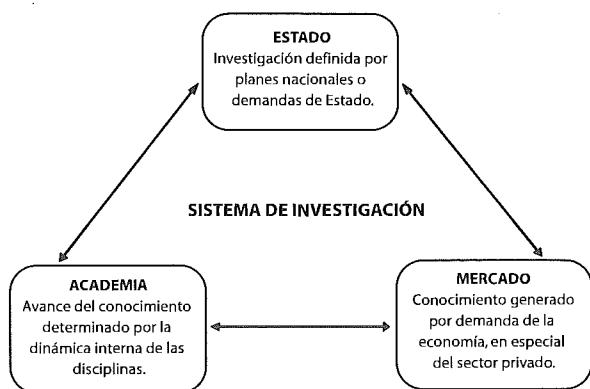 ESTADO
Investigación definida por
planes nacionales o
demandas de Estado.
SISTEMA DE INVESTIGACIÓN
ACADEMIA
Avance del conocimiento
determinado por la
dinámica interna de las
disciplinas.
MERCADO
Conocimiento generado
por demanda de la
economía, en especial
del sector privado.